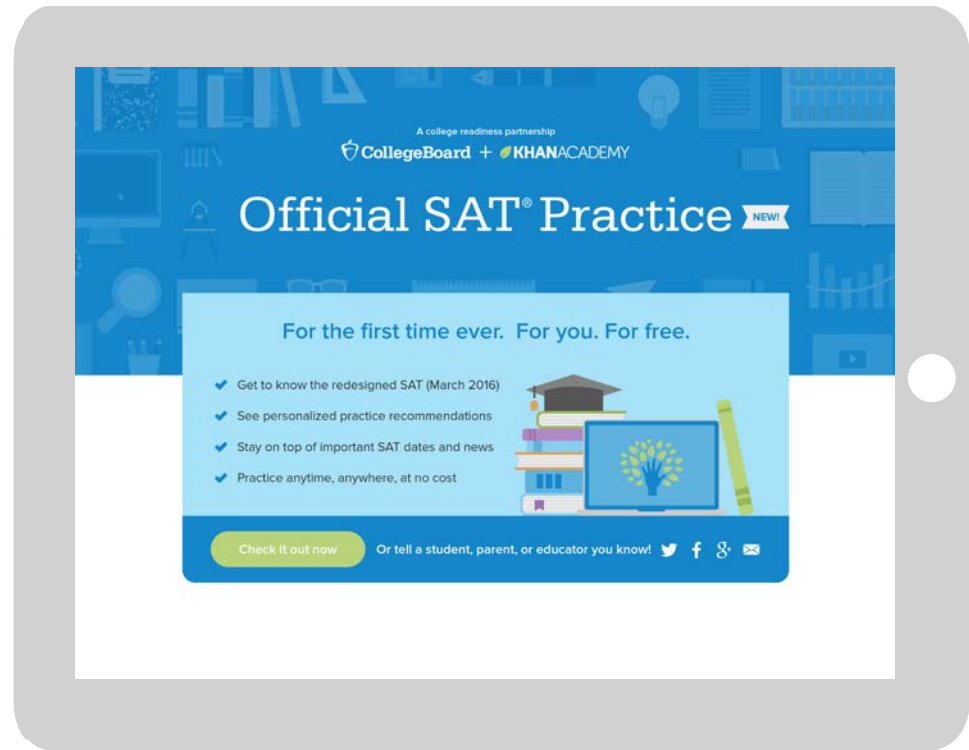 A college readiness partnership
CollegeBoard + KHANACADEMY
Official SAT® Practice NEW!
For the first time ever. For you. For free.
Get to know the redesigned SAT (March 2016)
See personalized practice recommendations
Stay on top of important SAT dates and news
Practice anytime, anywhere, at no cost
Check it out now Or tell a student, parent, or educator you know!